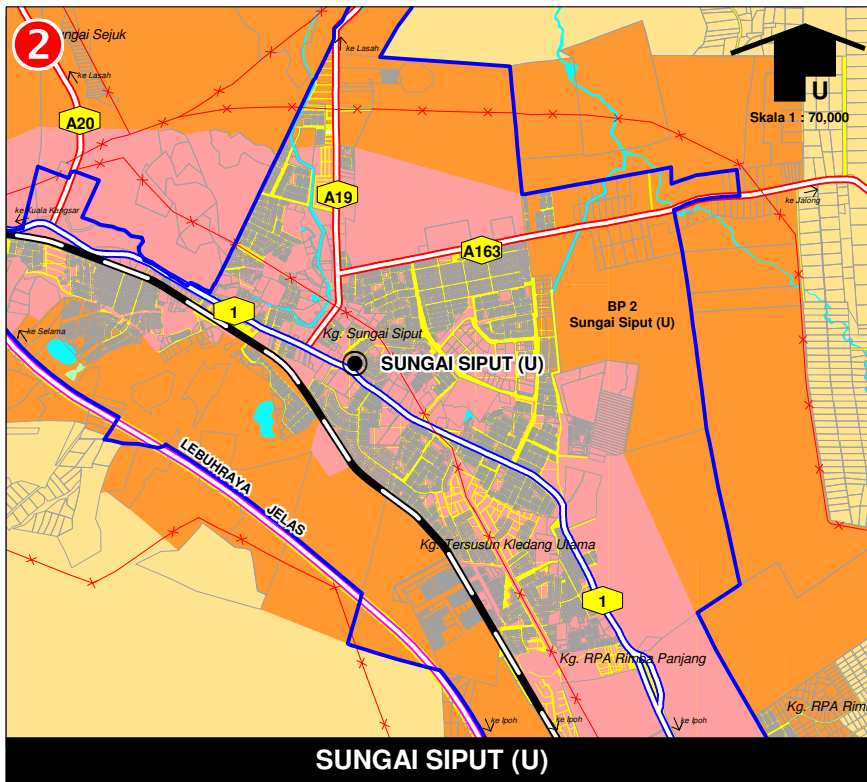 2
ngai Sejuk
ke Lasah
ke Lasah
U
Skala 1 : 70,000
A20
A19
ke Kuala Kangsar
ke Jalong
A163
1
BP 2
Sungai Siput (U)
ke Selama
Kg. Sungai Siput
SUNGAI SIPUT (U)
LEBUHRAYA
JELAS
Kg. Tersusun Kledang Utama
1
Kg. RPA Rimba Panjang
Kg. RPA Rim
ke Ipoh
ke Ipoh
ke Ipoh
SUNGAI SIPUT (U)